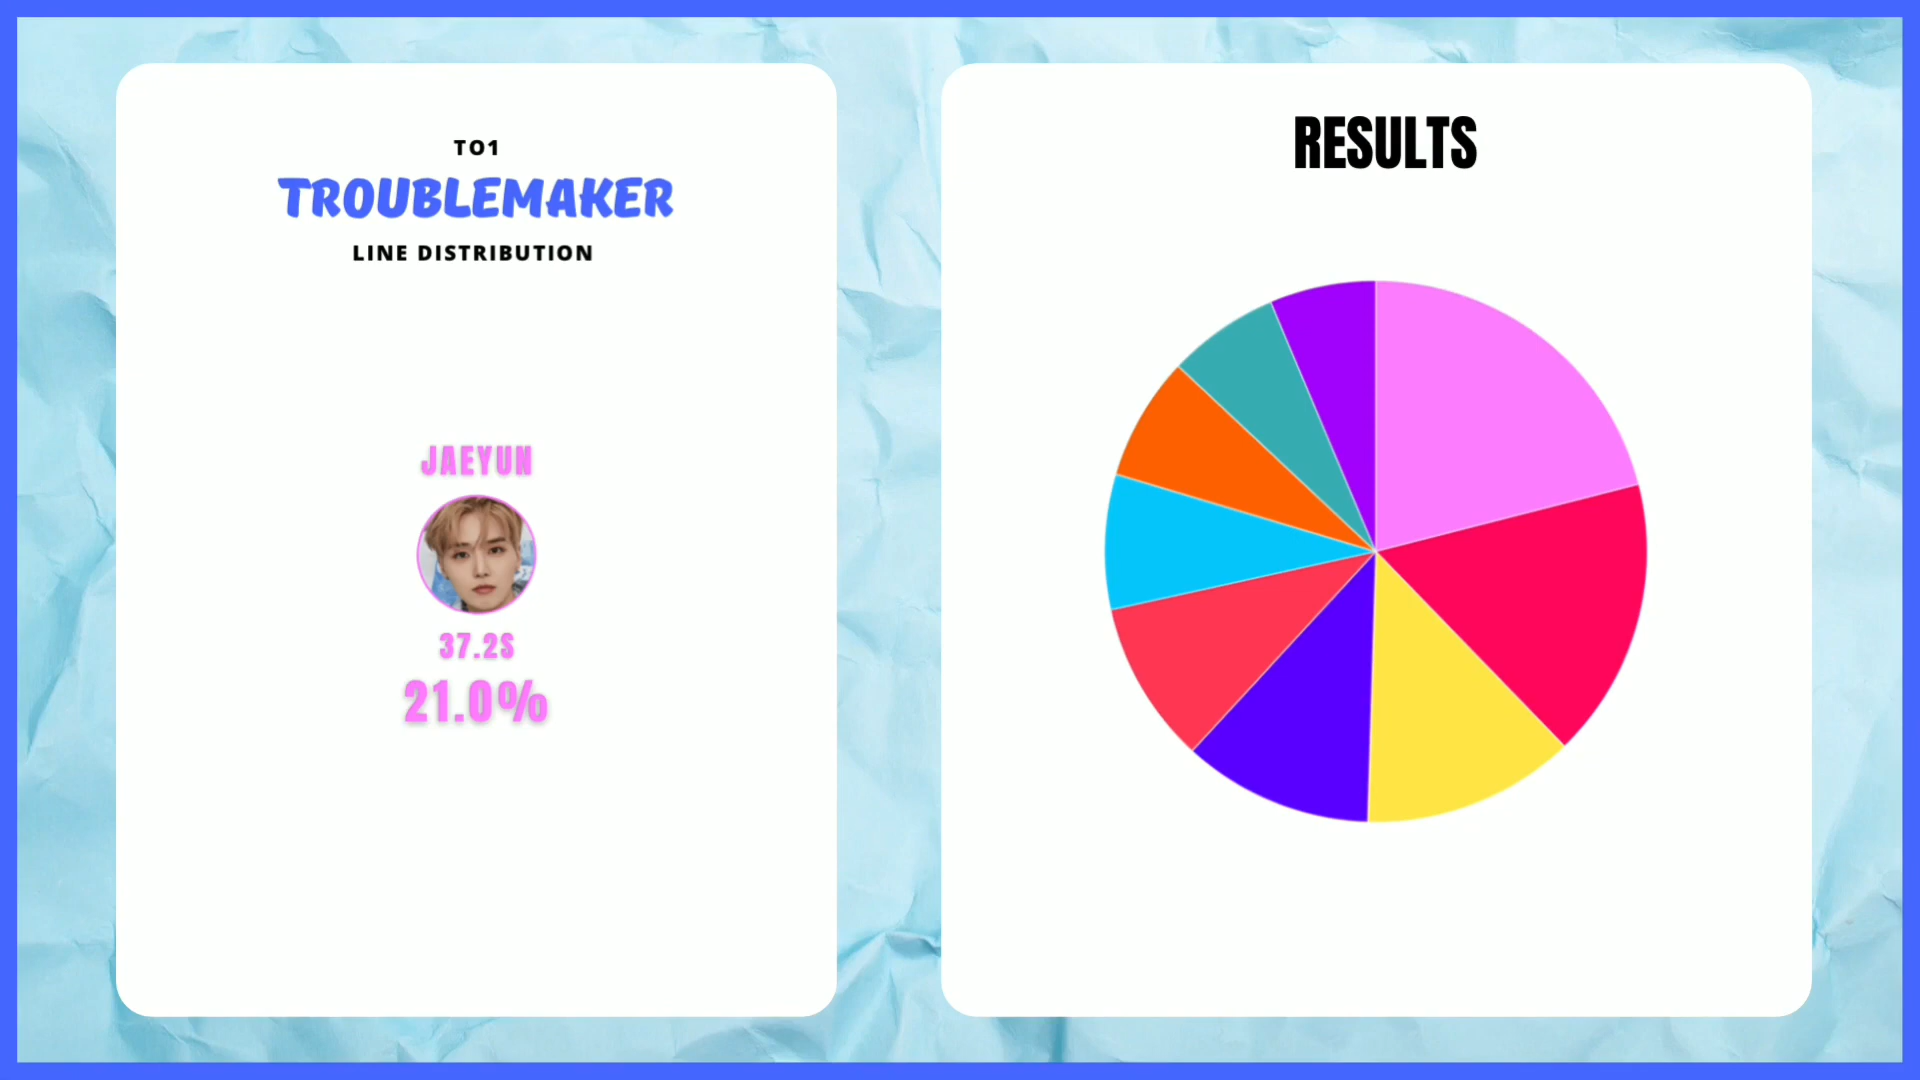 TO1
TROUBLEMAKER
LINE DISTRIBUTION
JAEYUN
37.2S
21.0%
RESULTS